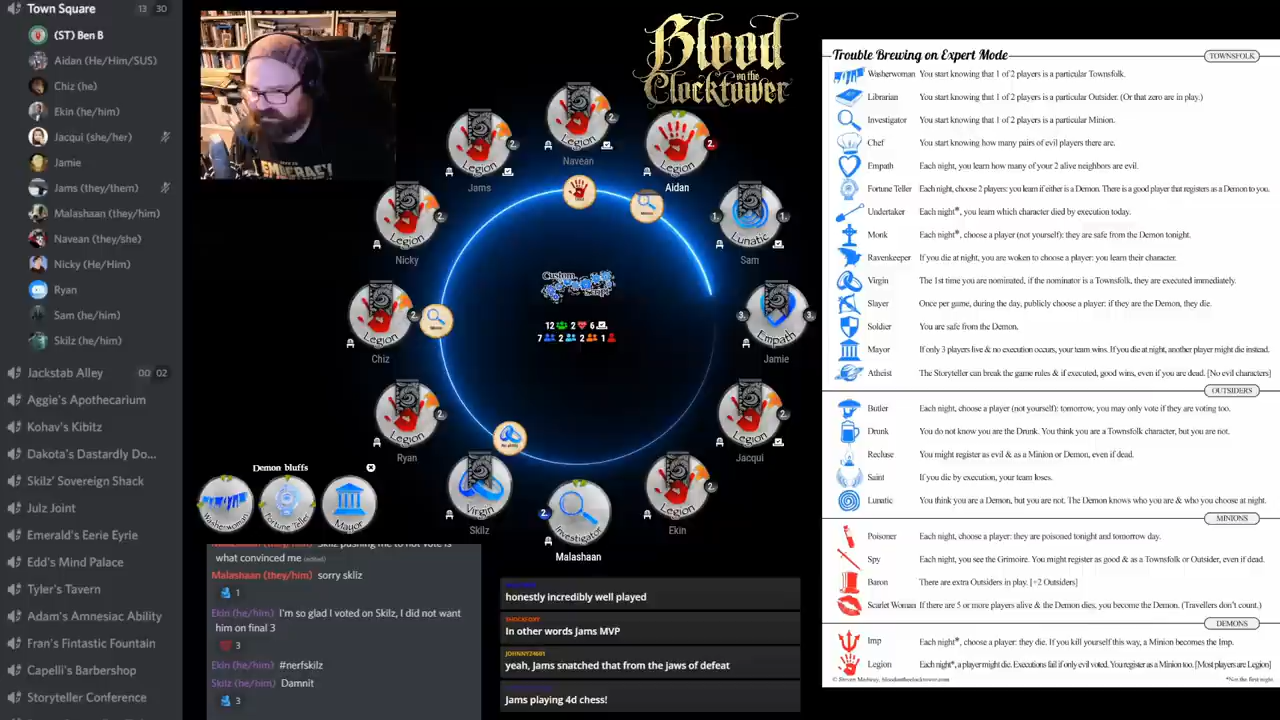 Town Square 13 30
(ST) Ben B
Aidan (He/Him/SUS)
Chiz (he)
Ekin (he/him)
Jacqui (she/her)
Jamie
Jams (they/them)
Malashaan (they/him)
Navean (they/she)
Nicky (He/Him)
Ryan
Sam (he/him)
Skilz (he/him)
Jackstab Alley 00 02
Aggie's Apothecarium
Kohav's Kibitz
Dakota's Dastardly Do...
Skilz' Sovereign Shack
Julz Joint
Emerald's Eerie Eyrie
Tyler's Tavern
Adam's Amnesiac Ability
Fran's Finglistic Fountain
Capelli's Barbershop
Storyteller Conference
Blood
on the
Clocktower
Legion
Navean
Legion
Aidan
Lunatic
Sam
Empath
Jamie
Legion
Jacqui
Legion
Ekin
Investigator
Malashaan
Virgin
Skilz
Legion
Ryan
Legion
Chiz
Legion
Nicky
Legion
Jams
Custom
12 2 6
7 2 2 1
Demon bluffs
Washerwoman
Fortune Teller
Mayor
what convinced me (edited)
Malashaan (they/him) sorry skliz
1
Ekin (he/him) I'm so glad I voted on Skilz, I did not want
him on final 3
3
Ekin (he/him) #nerfskilz
Skilz (he/him) Damnit
3
honestly incredibly well played
In other words Jams MVP
yeah, Jams snatched that from the jaws of defeat
Jams playing 4d chess!
Trouble Brewing on Expert Mode
TOWNSFOLK
Washerwoman You start knowing that 1 of 2 players is a particular Townsfolk.
Librarian You start knowing that 1 of 2 players is a particular Outsider. (Or that zero are in play.)
Investigator You start knowing that 1 of 2 players is a particular Minion.
Chef You start knowing how many pairs of evil players there are.
Empath Each night, you learn how many of your 2 alive neighbors are evil.
Fortune Teller Each night, choose 2 players: you learn if either is a Demon. There is a good player that registers as a Demon to you.
Undertaker Each night*, you learn which character died by execution today.
Monk Each night*, choose a player (not yourself): they are safe from the Demon tonight.
Ravenkeeper If you die at night, you are woken to choose a player: you learn their character.
Virgin The 1st time you are nominated, if the nominator is a Townsfolk, they are executed immediately.
Slayer Once per game, during the day, publicly choose a player: if they are the Demon, they die.
Soldier You are safe from the Demon.
Mayor If only 3 players live & no execution occurs, your team wins. If you die at night, another player might die instead.
Atheist The Storyteller can break the game rules & if executed, good wins, even if you are dead. [No evil characters]
OUTSIDERS
Butler Each night, choose a player (not yourself): tomorrow, you may only vote if they are voting too.
Drunk You do not know you are the Drunk. You think you are a Townsfolk character, but you are not.
Recluse You might register as evil & as a Minion or Demon, even if dead.
Saint If you die by execution, your team loses.
Lunatic You think you are a Demon, but you are not. The Demon knows who you are & who you choose at night.
MINIONS
Poisoner Each night, choose a player: they are poisoned tonight and tomorrow day.
Spy Each night, you see the Grimoire. You might register as good & as a Townsfolk or Outsider, even if dead.
Baron There are extra Outsiders in play. [+2 Outsiders]
Scarlet Woman If there are 5 or more players alive & the Demon dies, you become the Demon. (Travellers don't count.)
DEMONS
Imp Each night*, choose a player: they die. If you kill yourself this way, a Minion becomes the Imp.
Legion Each night*, a player might die. Executions fail if only evil voted. You register as a Minion too. [Most players are Legion]
*Not the first night.